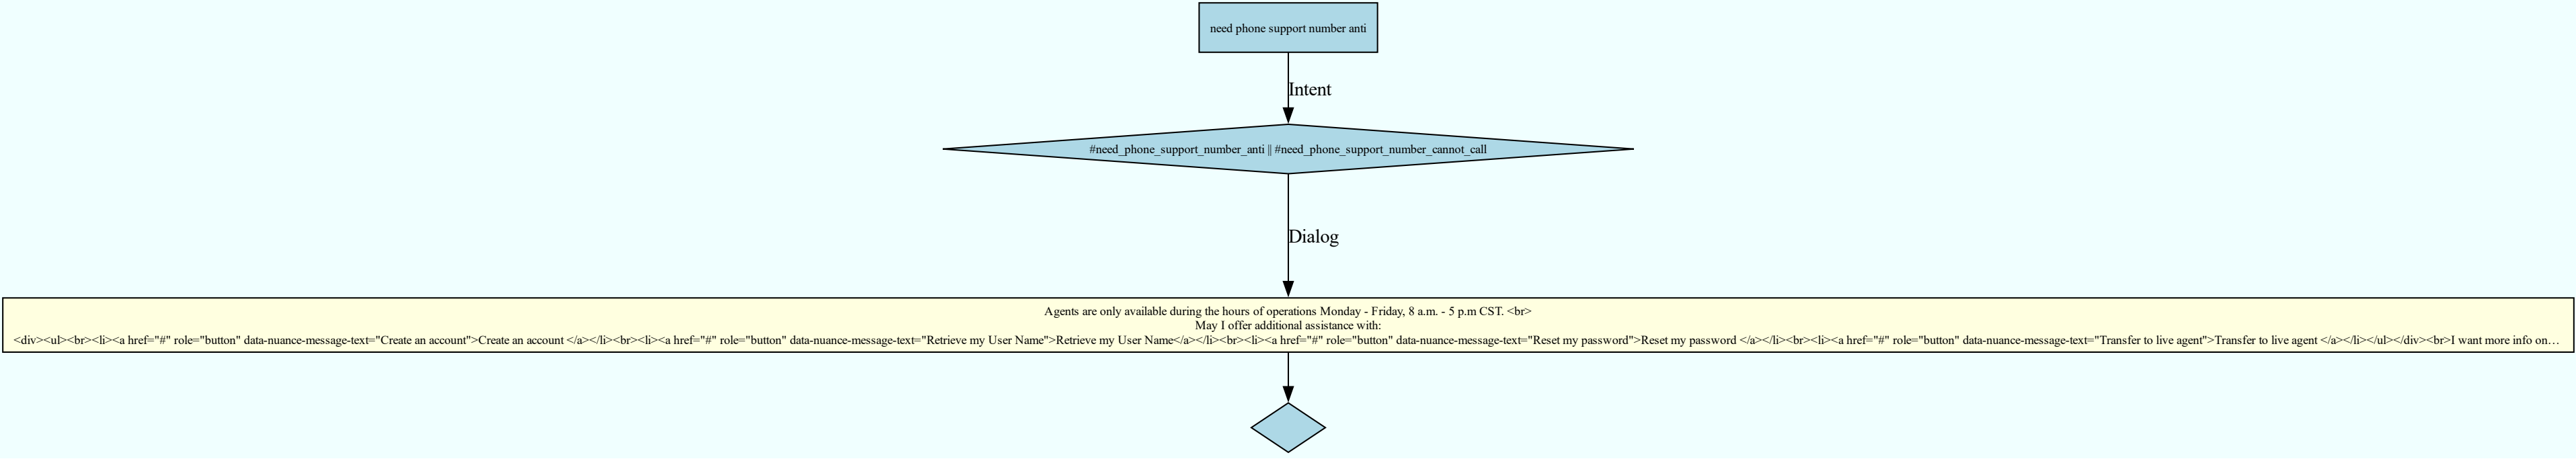 need phone support number anti
Intent
#need_phone_support_number_anti || #need_phone_support_number_cannot_call
Dialog
Agents are only available during the hours of operations Monday - Friday, 8 a.m. - 5 p.m CST. <br>
May I offer additional assistance with:
<div><ul><br><li><a href="#" role="button" data-nuance-message-text="Create an account">Create an account </a></li><br><li><a href="#" role="button" data-nuance-message-text="Retrieve my User Name">Retrieve my User Name</a></li><br><li><a href="#" role="button" data-nuance-message-text="Reset my password">Reset my password </a></li><br><li><a href="#" role="button" data-nuance-message-text="Transfer to live agent">Transfer to live agent </a></li></ul></div><br>I want more info on…